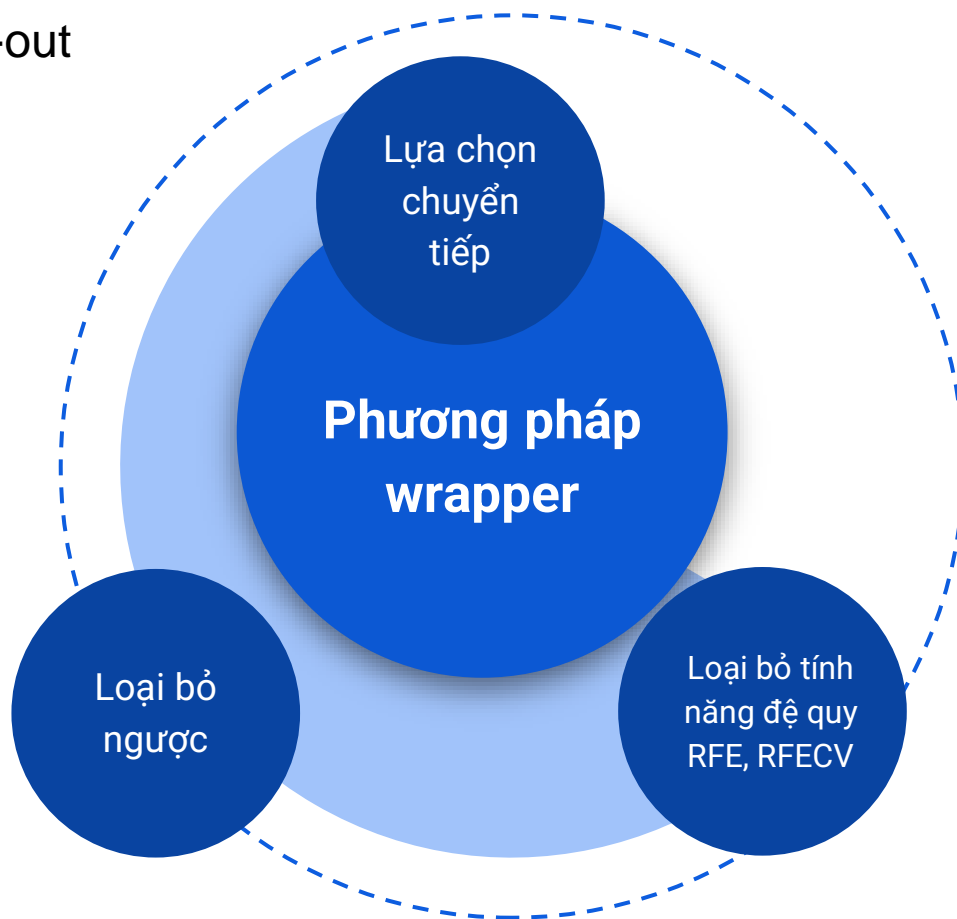 -out
Lựa chọn
chuyển
tiếp
Phương pháp
wrapper
Loại bỏ
ngược
Loại bỏ tính
năng đệ quy
RFE, RFECV